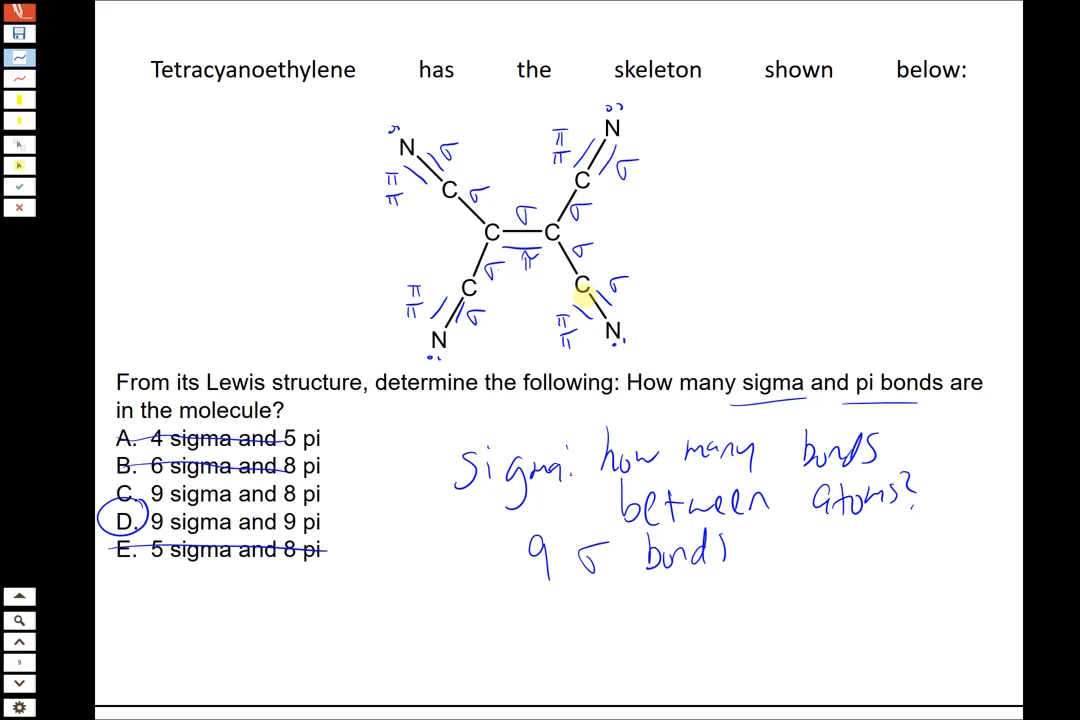 Tetracyanoethylene has the skeleton shown below:
N N
π σ π σ
π C σ π C
σ σ
C σ C
π σ
σ
π C C σ
π σ π
N π N
From its Lewis structure, determine the following: How many sigma and pi bonds are
in the molecule?
A. 4 sigma and 5 pi
B. 6 sigma and 8 pi
C. 9 sigma and 8 pi
D. 9 sigma and 9 pi
E. 5 sigma and 8 pi
sigma: how many bonds
between atoms?
9 σ bonds
9